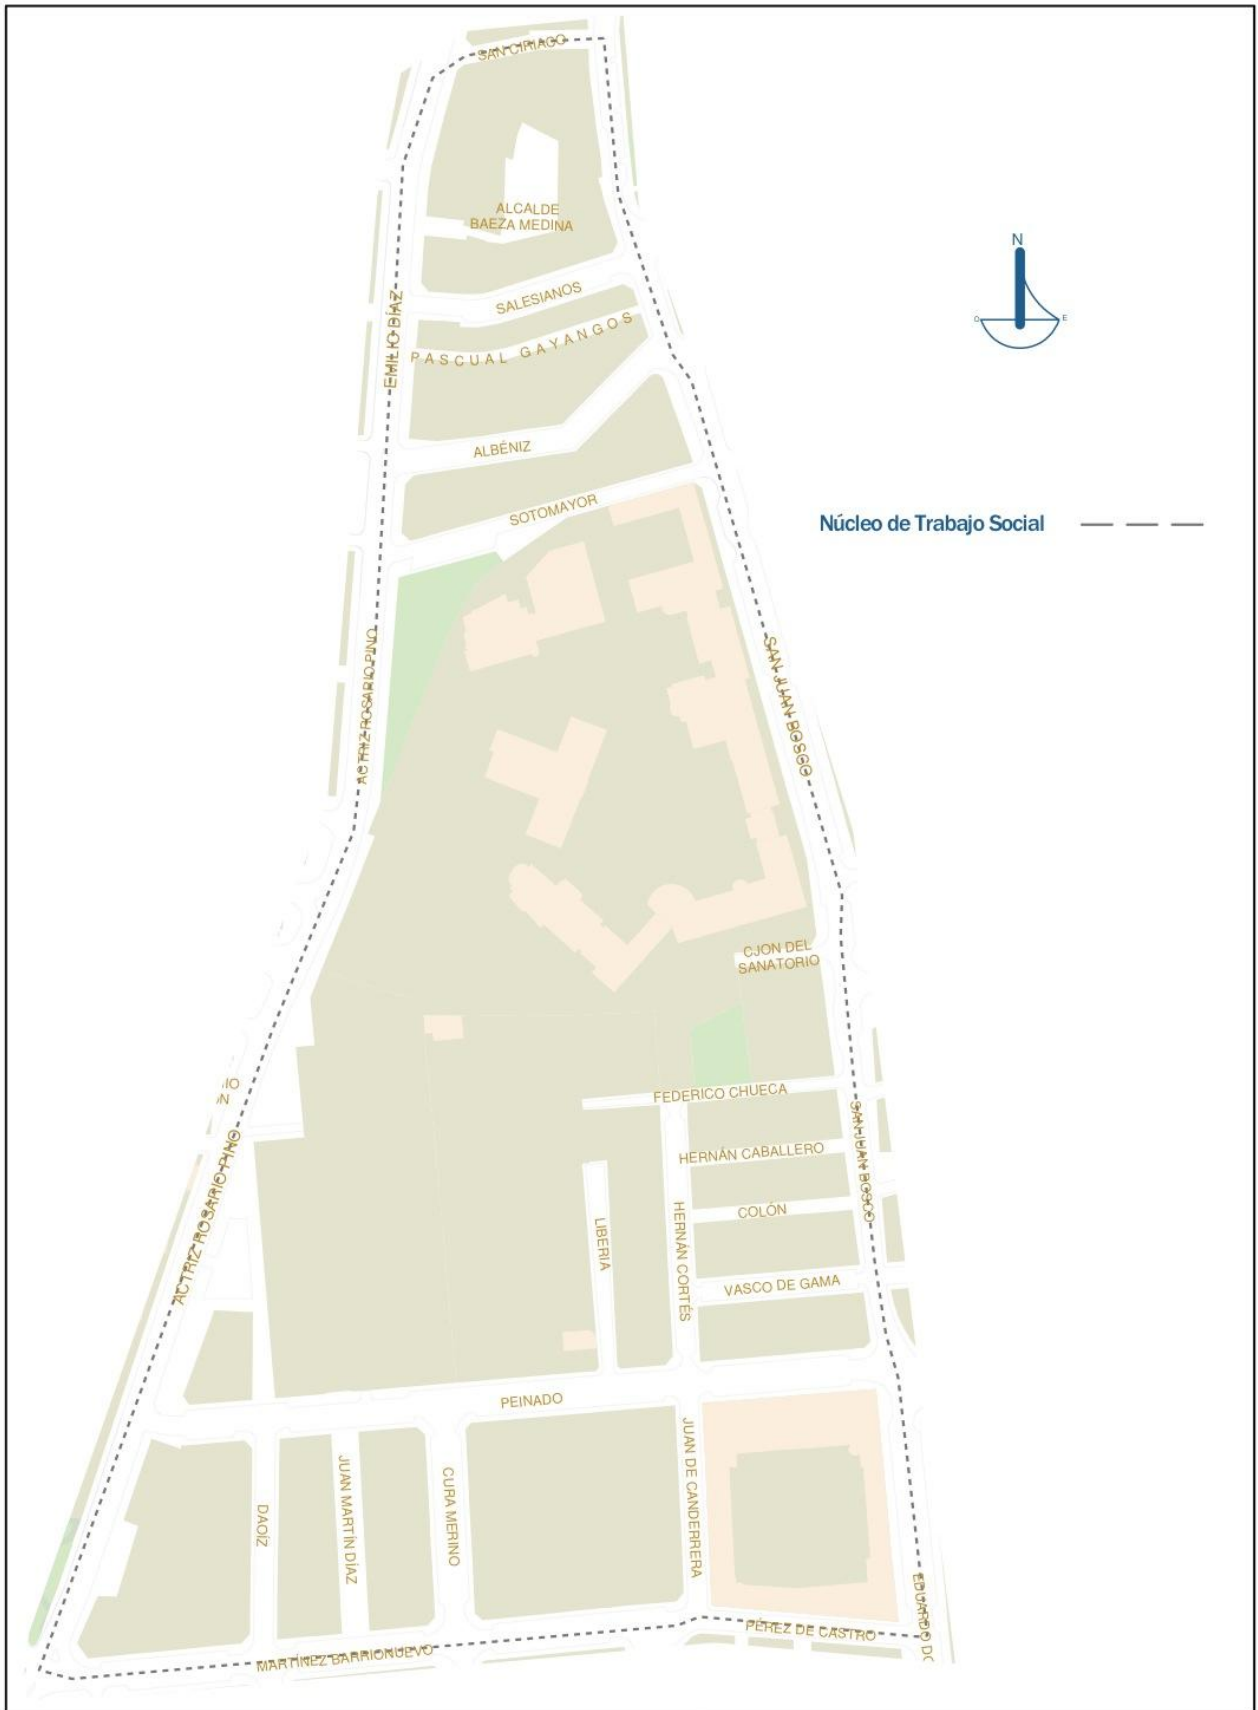 SAN CIRIACO
ALCALDE
BAEZA MEDINA
N
O
E
SALESIANOS
EMILIO DÍAZ
PASCUAL GAYANGOS
ALBÉNIZ
SOTOMAYOR
Núcleo de Trabajo Social
ACTRIZ ROSARIO PINO
SAN JUAN BOSCO
CJON DEL
SANATORIO
FEDERICO CHUECA
HERNÁN CABALLERO
SAN JUAN BOSCO
ACTRIZ ROSARIO PINO
COLÓN
LIBERIA
HERNÁN CORTÉS
VASCO DE GAMA
PEINADO
JUAN DE CANDERRERA
JUAN MARTÍN DÍAZ
CURA MERINO
DAOÍZ
EDUARDO
PÉREZ DE CASTRO
MARTÍNEZ BARRIONUEVO